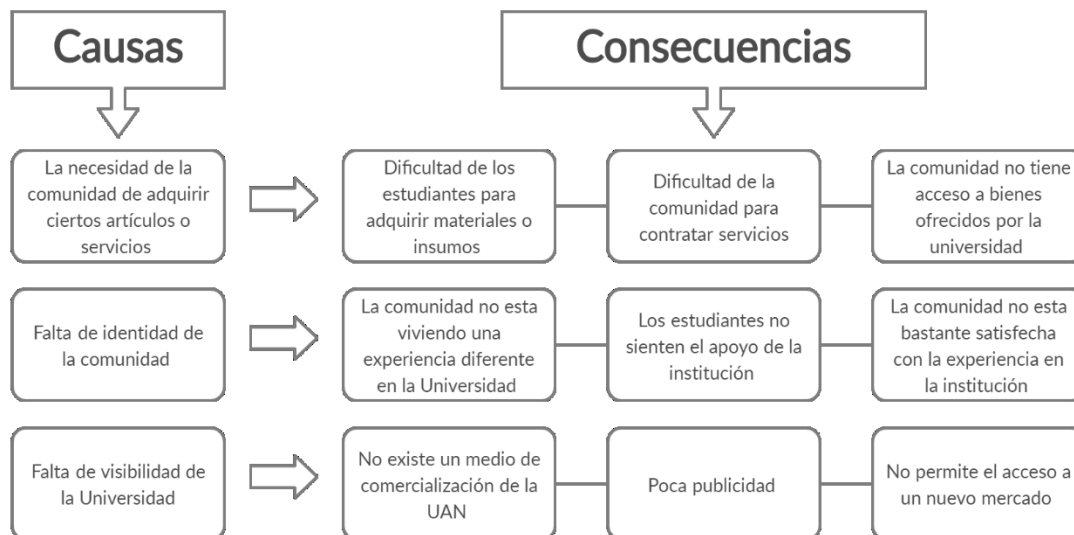 Causas
Consecuencias
La necesidad de la
comunidad de adquirir
ciertos artículos o
servicios
Dificultad de los
estudiantes para
adquirir materiales o
insumos
Dificultad de la
comunidad para
contratar servicios
La comunidad no tiene
acceso a bienes
ofrecidos por la
universidad
Falta de identidad de
la comunidad
La comunidad no esta
viviendo una
experiencia diferente
en la Universidad
Los estudiantes no
sienten el apoyo de la
institución
La comunidad no esta
bastante satisfecha
con la experiencia en
la institución
Falta de visibilidad de
la Universidad
No existe un medio de
comercialización de la
UAN
Poca publicidad
No permite el acceso a
un nuevo mercado